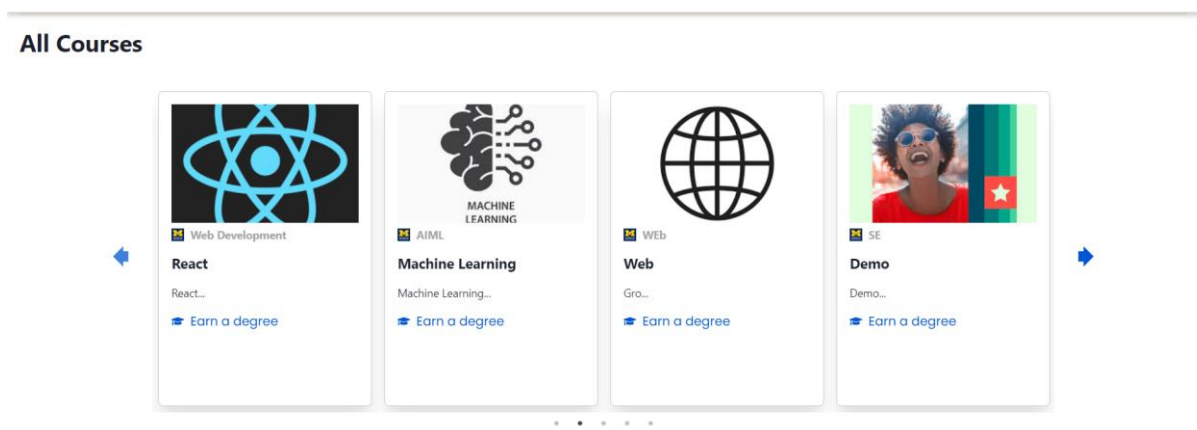 All Courses
MACHINE
LEARNING
Web Development
AIML
WEb
SE
React
Machine Learning
Web
Demo
React...
Machine Learning...
Gro...
Demo...
Earn a degree
Earn a degree
Earn a degree
Earn a degree